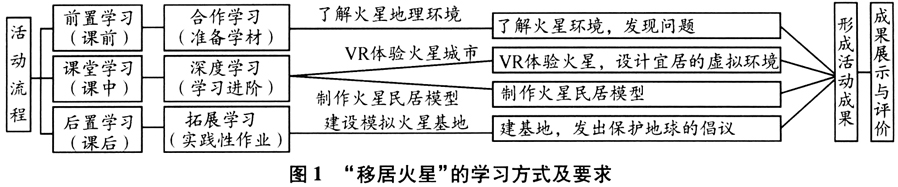 活动流程
前置学习
（课前）
合作学习
（准备学材）
了解火星地理环境
了解火星环境，发现问题
课堂学习
（课中）
深度学习
（学习进阶）
VR体验火星城市
VR体验火星，设计宜居的虚拟环境
制作火星民居模型
制作火星民居模型
后置学习
（课后）
拓展学习
（实践性作业）
建设模拟火星基地
建基地，发出保护地球的倡议
形成活动成果
成果展示与评价
图1 “移居火星”的学习方式及要求